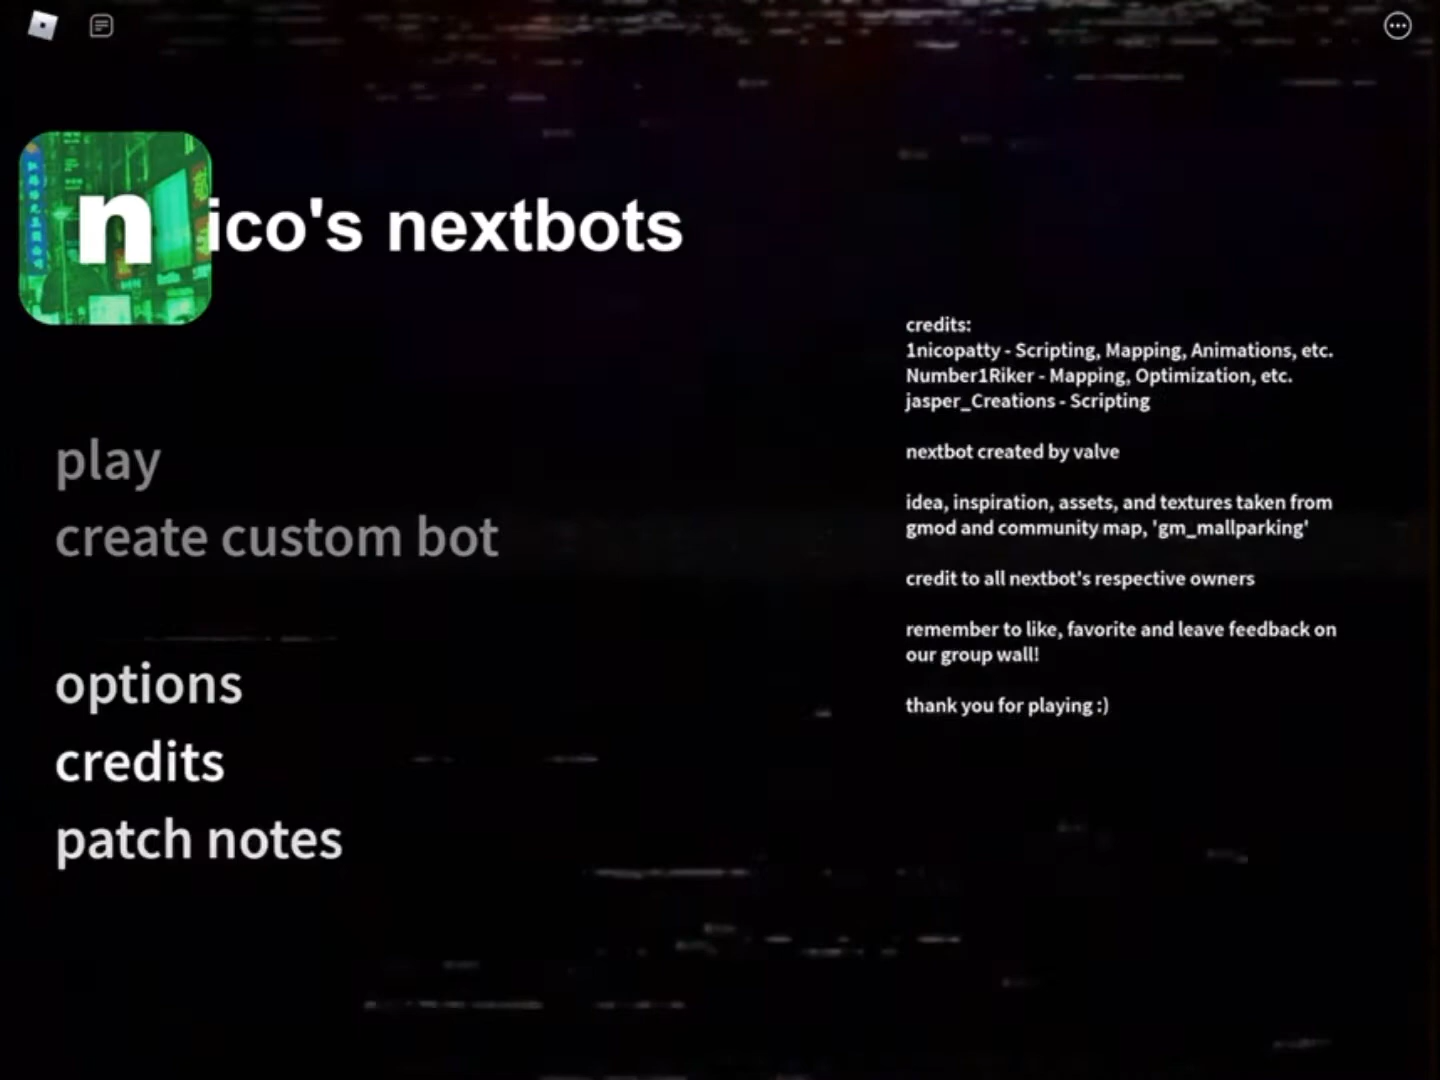 nico's nextbots
play
create custom bot
options
credits
patch notes
credits:
1nicopatty - Scripting, Mapping, Animations, etc.
Number1Riker - Mapping, Optimization, etc.
jasper_Creations - Scripting
nextbot created by valve
idea, inspiration, assets, and textures taken from
gmod and community map, 'gm_mallparking'
credit to all nextbot's respective owners
remember to like, favorite and leave feedback on
our group wall!
thank you for playing :)